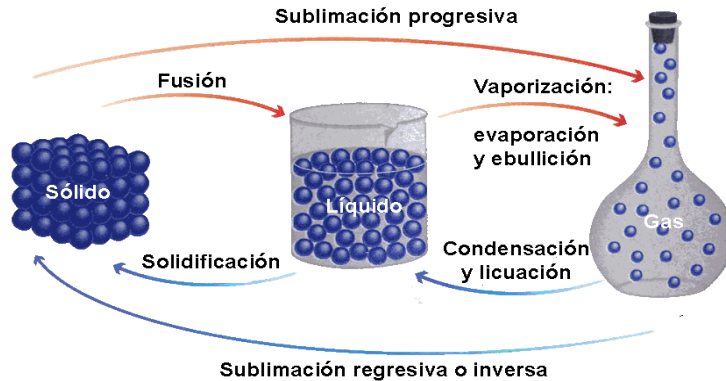 Sublimación progresiva
Fusión
Vaporización:
evaporación
y ebullición
Sólido
Líquido
Gas
Solidificación
Condensación
y licuación
Sublimación regresiva o inversa